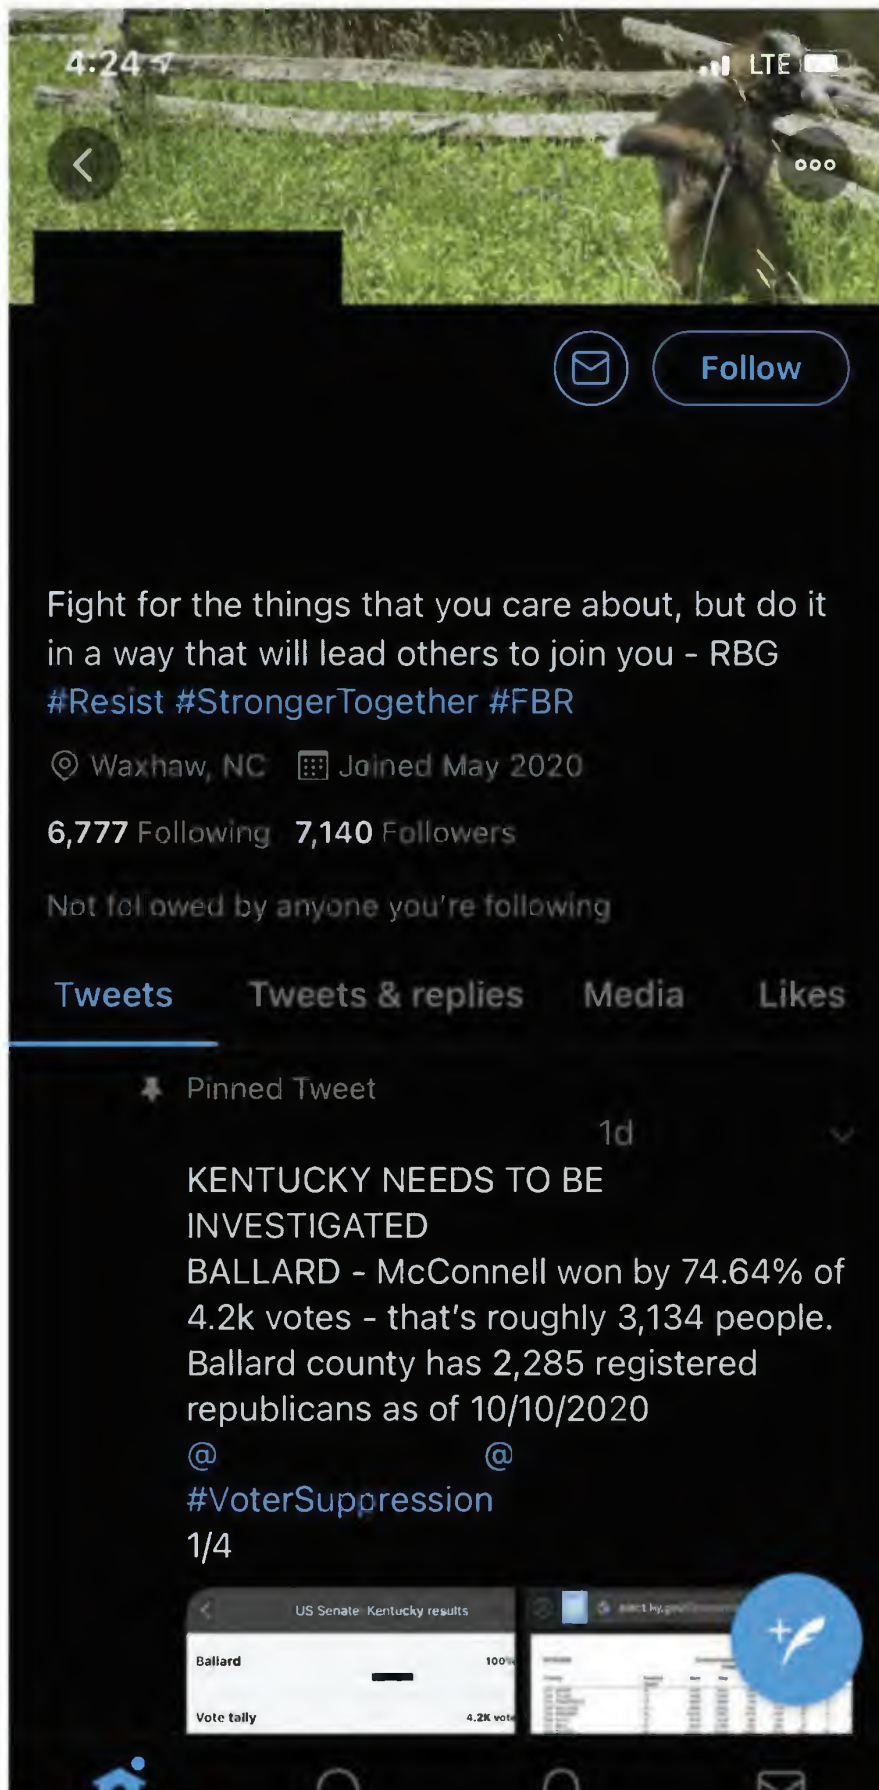 4:24
LTE
Follow
Fight for the things that you care about, but do it
in a way that will lead others to join you - RBG
#Resist #StrongerTogether #FBR
Waxhaw, NC Joined May 2020
6,777 Following 7,140 Followers
Not followed by anyone you're following
Tweets Tweets & replies Media Likes
Pinned Tweet
1d
KENTUCKY NEEDS TO BE
INVESTIGATED
BALLARD - McConnell won by 74.64% of
4.2k votes - that's roughly 3,134 people.
Ballard county has 2,285 registered
republicans as of 10/10/2020
@ @
#VoterSuppression
1/4
US Senate Kentucky results
Ballard 100%
Vote tally 4.2K vote